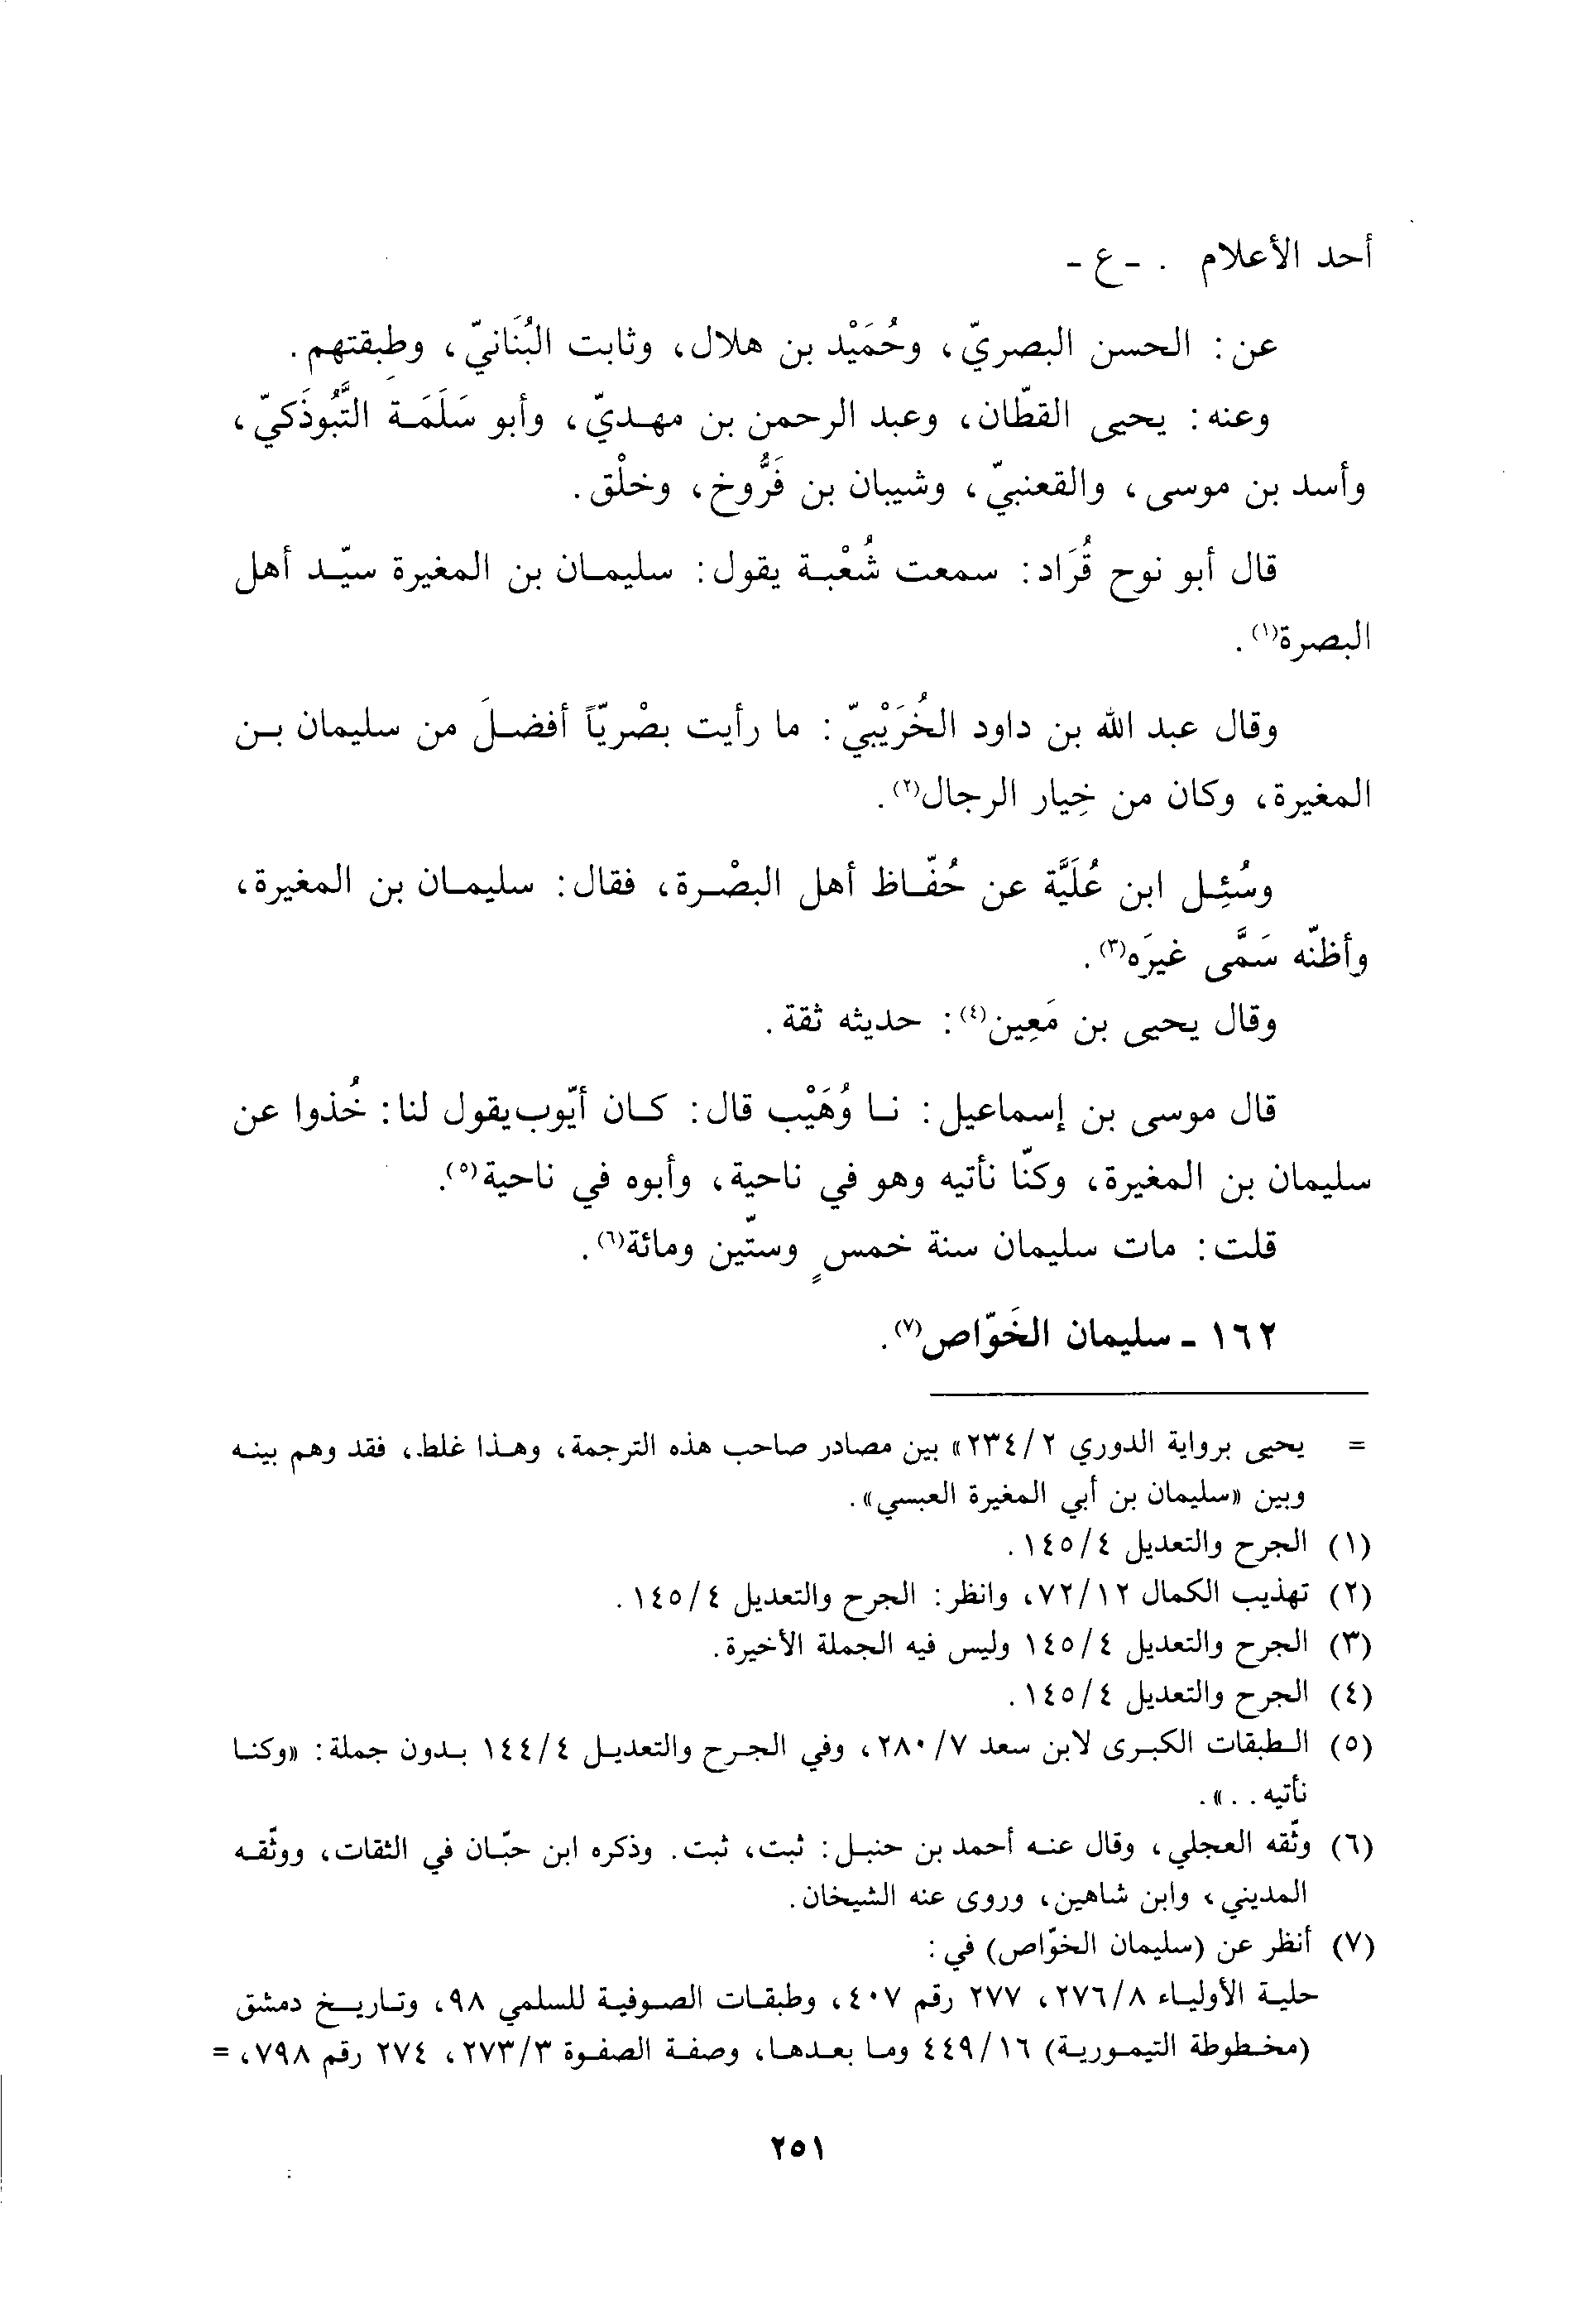 أحد الأعلام . - ع -
عن: الحسن البصريّ، وحُمَيْد بن هلال، وثابت البُنَانيّ، وطبقتهم.
وعنه: يحيى القطّان، وعبد الرحمن بن مهديّ، وأبو سَلَمَة التَّبُوذَكيّ،
وأسد بن موسى، والقعنبيّ، وشيبان بن فَرُّوخ، وخلْق.
قال أبو نوح قُرَاد: سمعت شُعْبة يقول: سليمان بن المغيرة سيّد أهل
البصرة(١).
وقال عبد الله بن داود الخُرَيْبيّ: ما رأيت بصْريّاً أفضلَ من سليمان بن
المغيرة، وكان من خِيار الرجال(٢).
وسُئِل ابن عُلَيَّة عن حُفّاظ أهل البصْرة، فقال: سليمان بن المغيرة،
وأظنّه سَمَّى غيرَه(٣).
وقال يحيى بن مَعِين(٤): حديثه ثقة.
قال موسى بن إسماعيل: نا وُهَيْب قال: كان أيّوب يقول لنا: خُذوا عن
سليمان بن المغيرة، وكنّا نأتيه وهو في ناحية، وأبوه في ناحية(٥).
قلت: مات سليمان سنة خمسٍ وستّين ومائة(٦).
١٦٢ - سليمان الخَوّاص(٧).
= يحيى برواية الدوري ٢/ ٢٣٤» بين مصادر صاحب هذه الترجمة، وهذا غلط، فقد وهم بينه
وبين «سليمان بن أبي المغيرة العبسي».
(١) الجرح والتعديل ٤/ ١٤٥.
(٢) تهذيب الكمال ١٢/ ٧٢، وانظر: الجرح والتعديل ٤/ ١٤٥.
(٣) الجرح والتعديل ٤/ ١٤٥ وليس فيه الجملة الأخيرة.
(٤) الجرح والتعديل ٤/ ١٤٥.
(٥) الطبقات الكبرى لابن سعد ٧/ ٢٨٠، وفي الجرح والتعديل ٤/ ١٤٤ بدون جملة: «وكنا
نأتيه . . ».
(٦) وثّقه العجلي، وقال عنه أحمد بن حنبل: ثبت، ثبت. وذكره ابن حبّان في الثقات، ووثّقه
المديني، وابن شاهين، وروى عنه الشيخان.
(٧) أنظر عن (سليمان الخوّاص) في:
حلية الأولياء ٨/ ٢٧٦، ٢٧٧ رقم ٤٠٧، وطبقات الصوفية للسلمي ٩٨، وتاريخ دمشق
(مخطوطة التيمورية) ١٦/ ٤٤٩ وما بعدها، وصفة الصفوة ٣/ ٢٧٣، ٢٧٤ رقم ٧٩٨، =
٢٥١